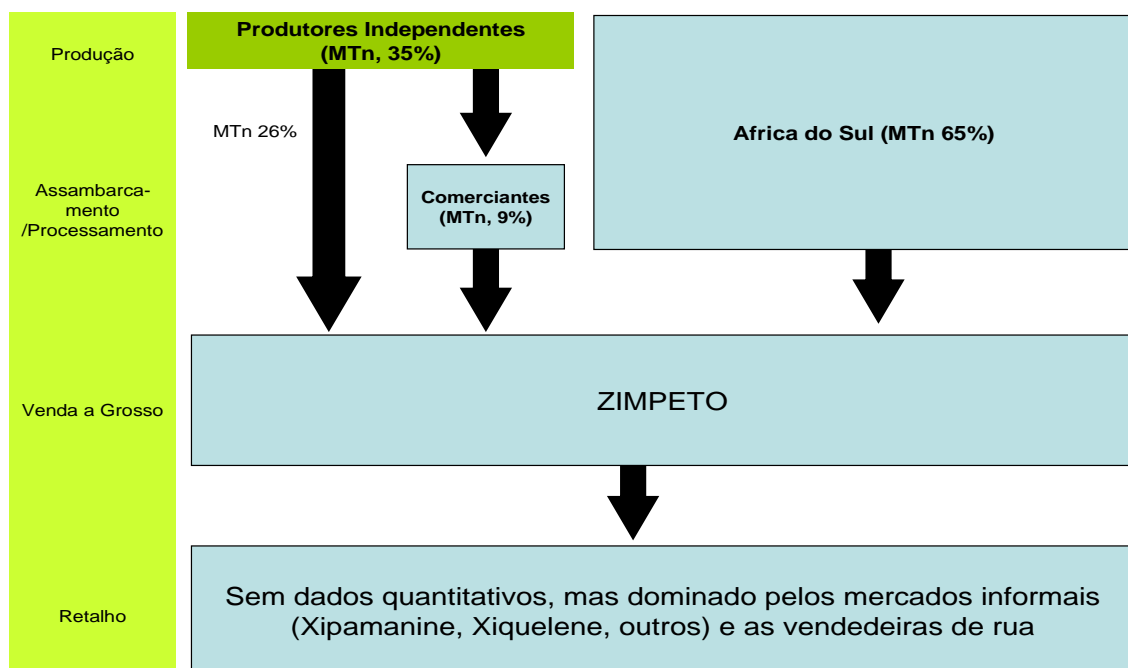 Produção
Produtores Independentes
(MTn, 35%)
MTn 26%
Africa do Sul (MTn 65%)
Assambarca-
mento
/Processamento
Comerciantes
(MTn, 9%)
Venda a Grosso
ZIMPETO
Retalho
Sem dados quantitativos, mas dominado pelos mercados informais
(Xipamanine, Xiquelene, outros) e as vendedeiras de rua